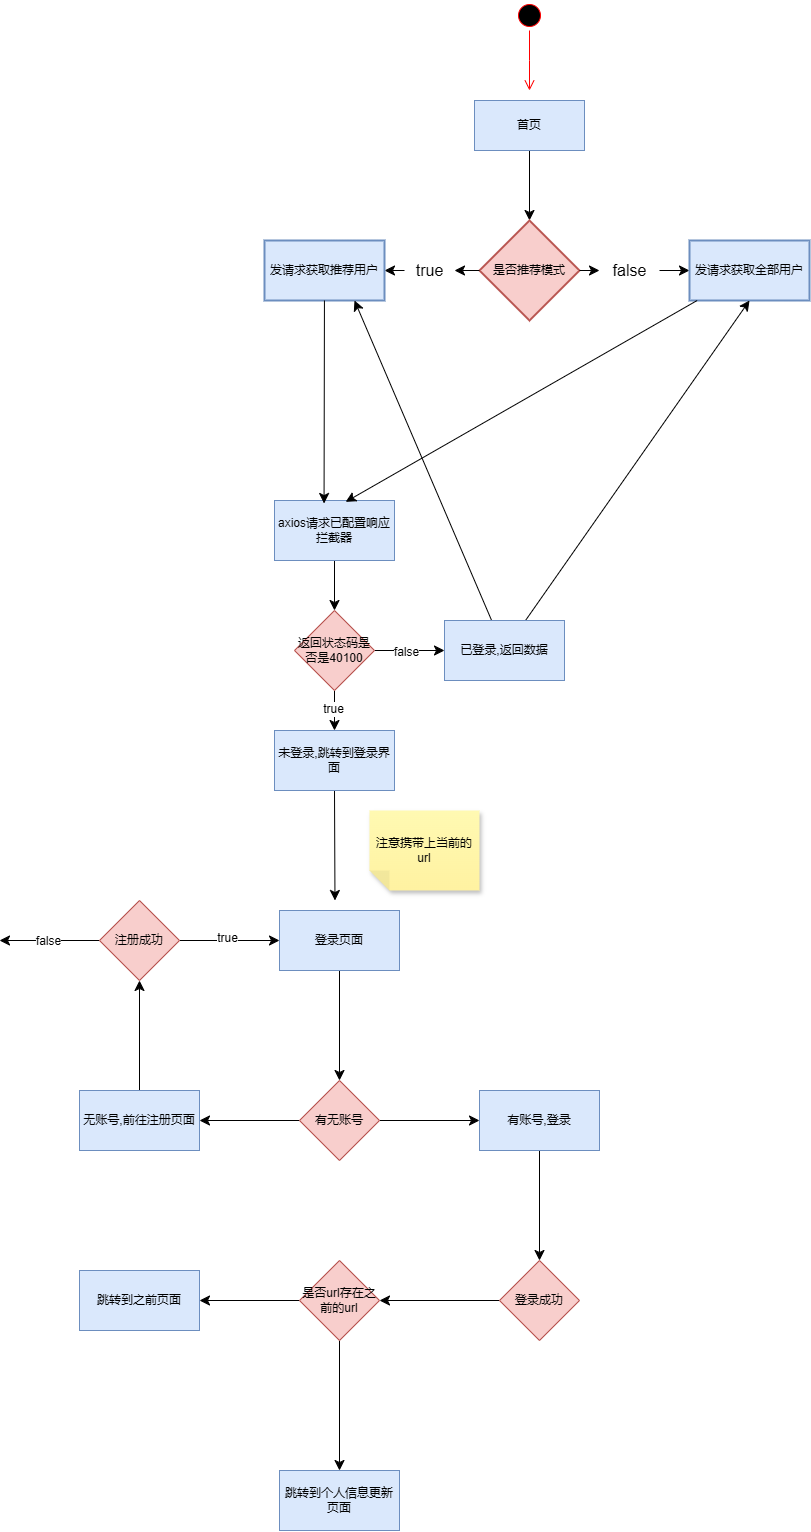 首页
发请求获取推荐用户
true
是否推荐模式
false
发请求获取全部用户
axios请求已配置响应
拦截器
返回状态码是
否是40100
false
已登录,返回数据
true
未登录,跳转到登录界
面
注意携带上当前的
url
false
注册成功
true
登录页面
无账号,前往注册页面
有无账号
有账号,登录
跳转到之前页面
是否url存在之
前的url
登录成功
跳转到个人信息更新
页面